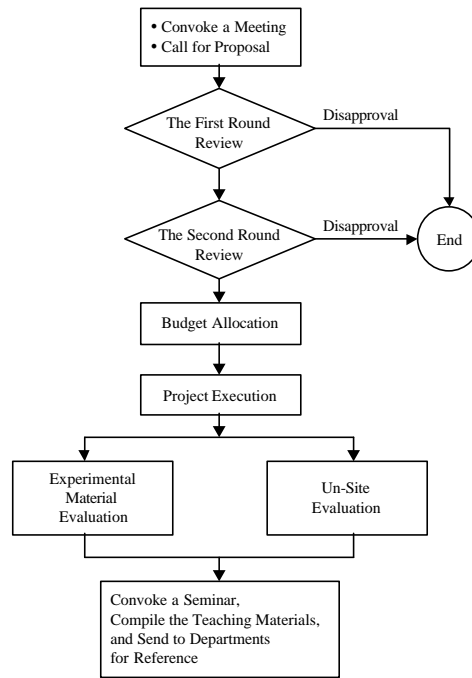 • Convoke a Meeting
• Call for Proposal
Disapproval
The First Round
Review
Disapproval
The Second Round
Review
End
Budget Allocation
Project Execution
Experimental
Material
Evaluation
Un-Site
Evaluation
Convoke a Seminar,
Compile the Teaching Materials,
and Send to Departments
for Reference